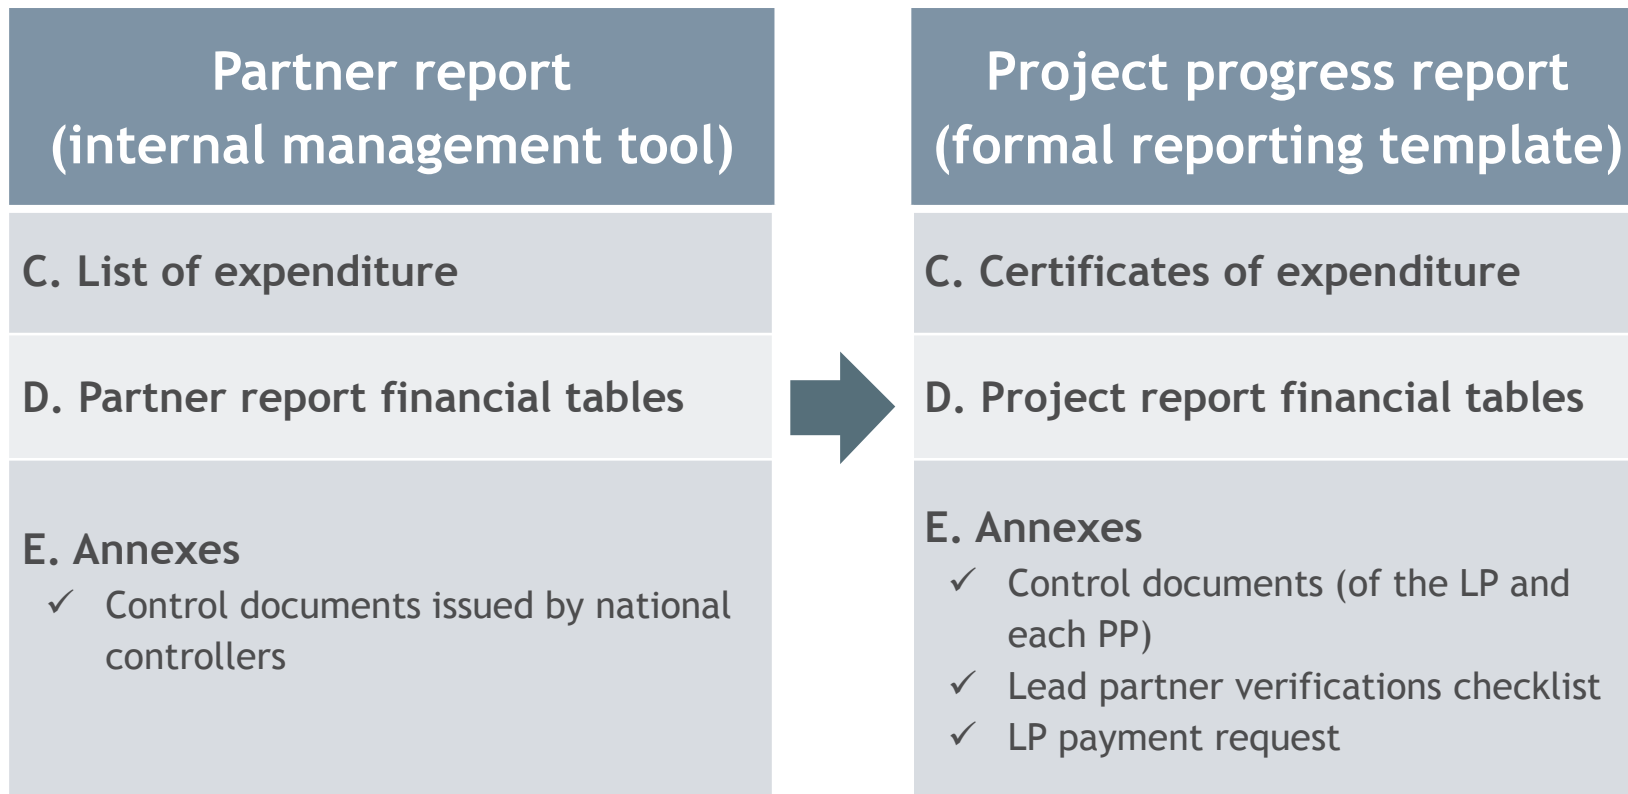 Partner report
(internal management tool)
C. List of expenditure
D. Partner report financial tables
E. Annexes
✓ Control documents issued by national
controllers
Project progress report
(formal reporting template)
C. Certificates of expenditure
D. Project report financial tables
E. Annexes
✓ Control documents (of the LP and
each PP)
✓ Lead partner verifications checklist
✓ LP payment request